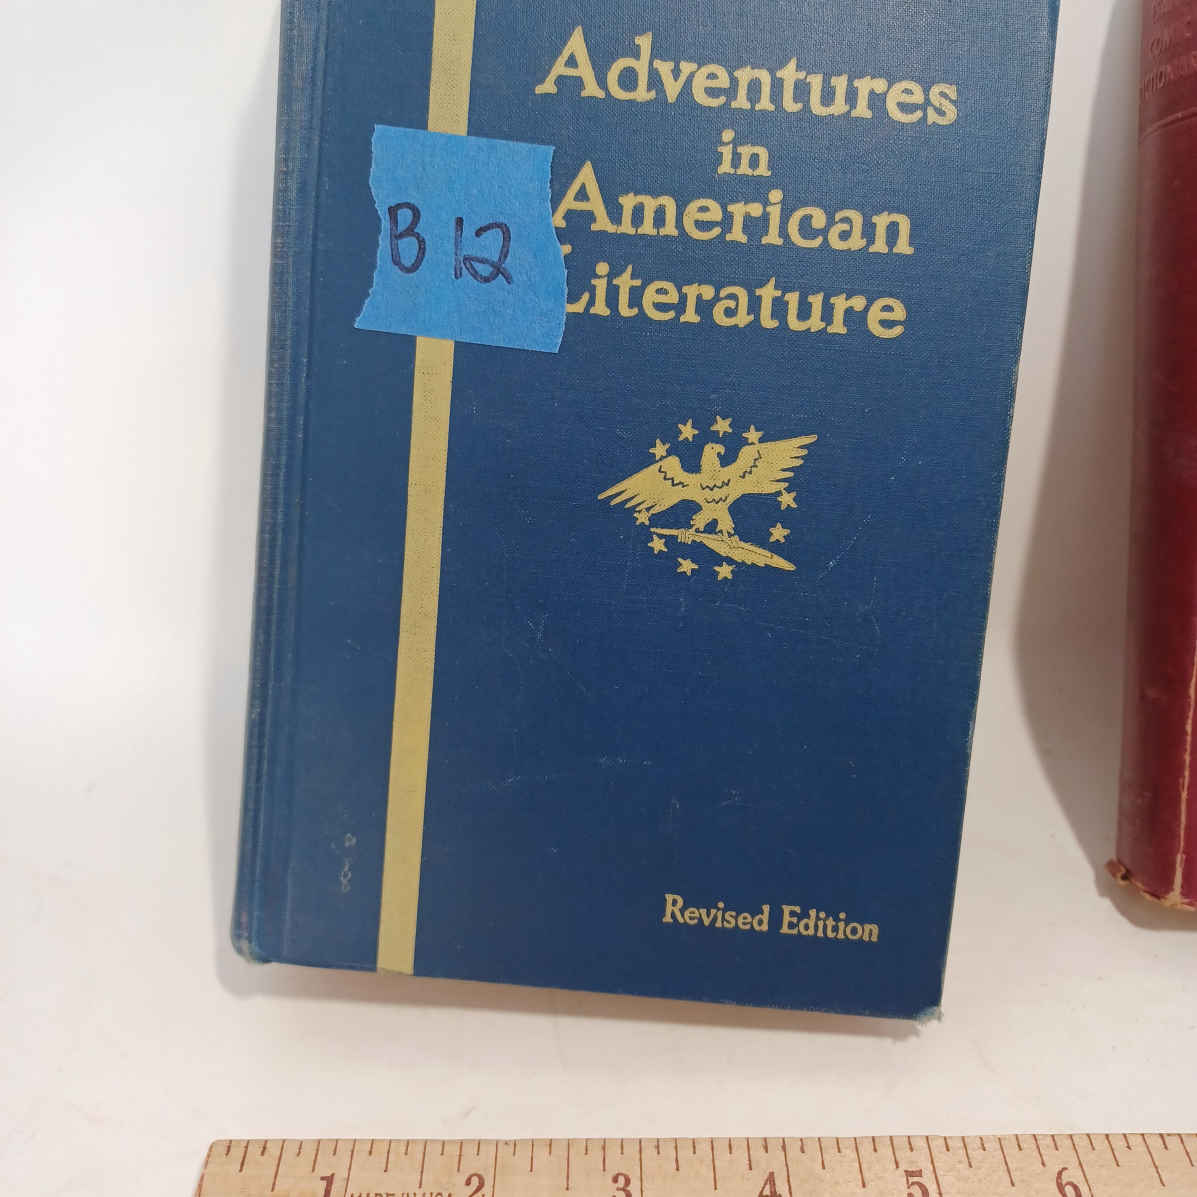 Adventures
in
American
Literature
B 12
Revised Edition
1 MADE IN U.S.A. 2 3 4 5 6